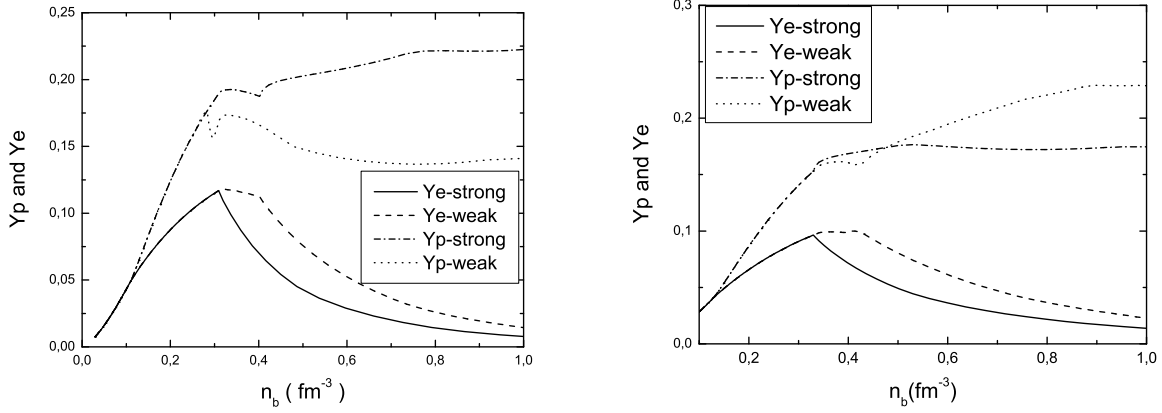 0,25
0,20
0,15
0,10
0,05
0,00
Yp and Ye
0,0 0,2 0,4 0,6 0,8 1,0
n_b ( fm^-3 )
Ye-strong
Ye-weak
Yp-strong
Yp-weak
0,3
0,2
0,1
0,0
Yp and Ye
0,2 0,4 0,6 0,8 1,0
n_b(fm^-3)
Ye-strong
Ye-weak
Yp-strong
Yp-weak